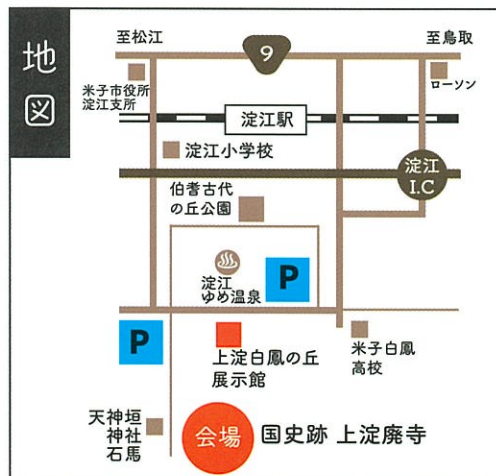 地図
至松江
9
至鳥取
米子市役所
淀江支所
ローソン
淀江駅
淀江小学校
淀江
I.C
伯耆古代
の丘公園
淀江
ゆめ温泉
P
P
上淀白鳳の丘
展示館
米子白鳳
高校
天神垣
神社
石馬
会場
国史跡 上淀廃寺